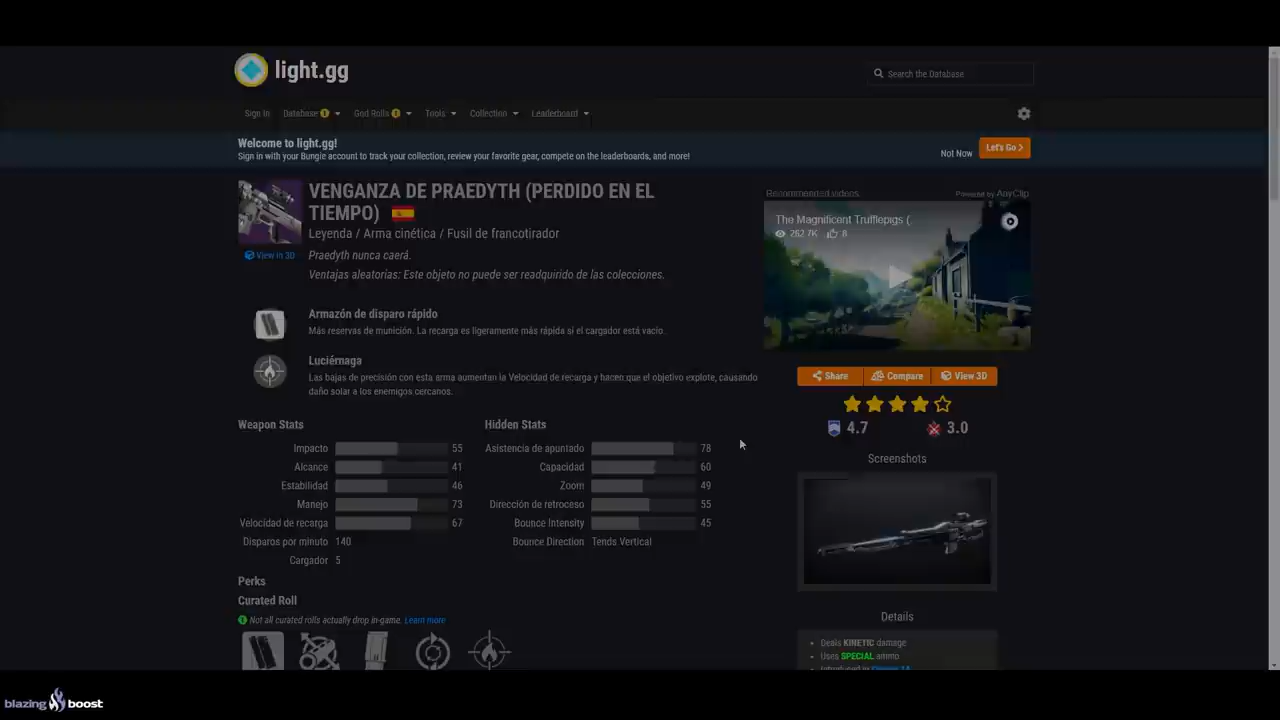 light.gg
Search the Database
Sign In
Database 1
God Rolls 1
Tools
Collection
Leaderboard
Welcome to light.gg!
Sign in with your Bungie account to track your collection, review your favorite gear, compete on the leaderboards, and more!
Not Now
Let's Go
VENGANZA DE PRAEDYTH (PERDIDO EN EL
TIEMPO)
Leyenda / Arma cinética / Fusil de francotirador
View in 3D
Praedyth nunca caerá.
Ventajas aleatorias: Este objeto no puede ser readquirido de las colecciones.
Armazón de disparo rápido
Más reservas de munición. La recarga es ligeramente más rápida si el cargador está vacío.
Luciérnaga
Las bajas de precisión con esta arma aumentan la Velocidad de recarga y hacen que el objetivo explote, causando
daño solar a los enemigos cercanos.
Weapon Stats
Impacto 55
Alcance 41
Estabilidad 46
Manejo 73
Velocidad de recarga 67
Disparos por minuto 140
Cargador 5
Hidden Stats
Asistencia de apuntado 78
Capacidad 60
Zoom 49
Dirección de retroceso 55
Bounce Intensity 45
Bounce Direction Tends Vertical
Perks
Curated Roll
Not all curated rolls actually drop in-game. Learn more
Recommended videos
Powered by AnyClip
The Magnificent Trufflepigs (.
262.7K 8
Share
Compare
View 3D
4.7
3.0
Screenshots
Details
Deals KINETIC damage
Uses SPECIAL ammo
blazing boost